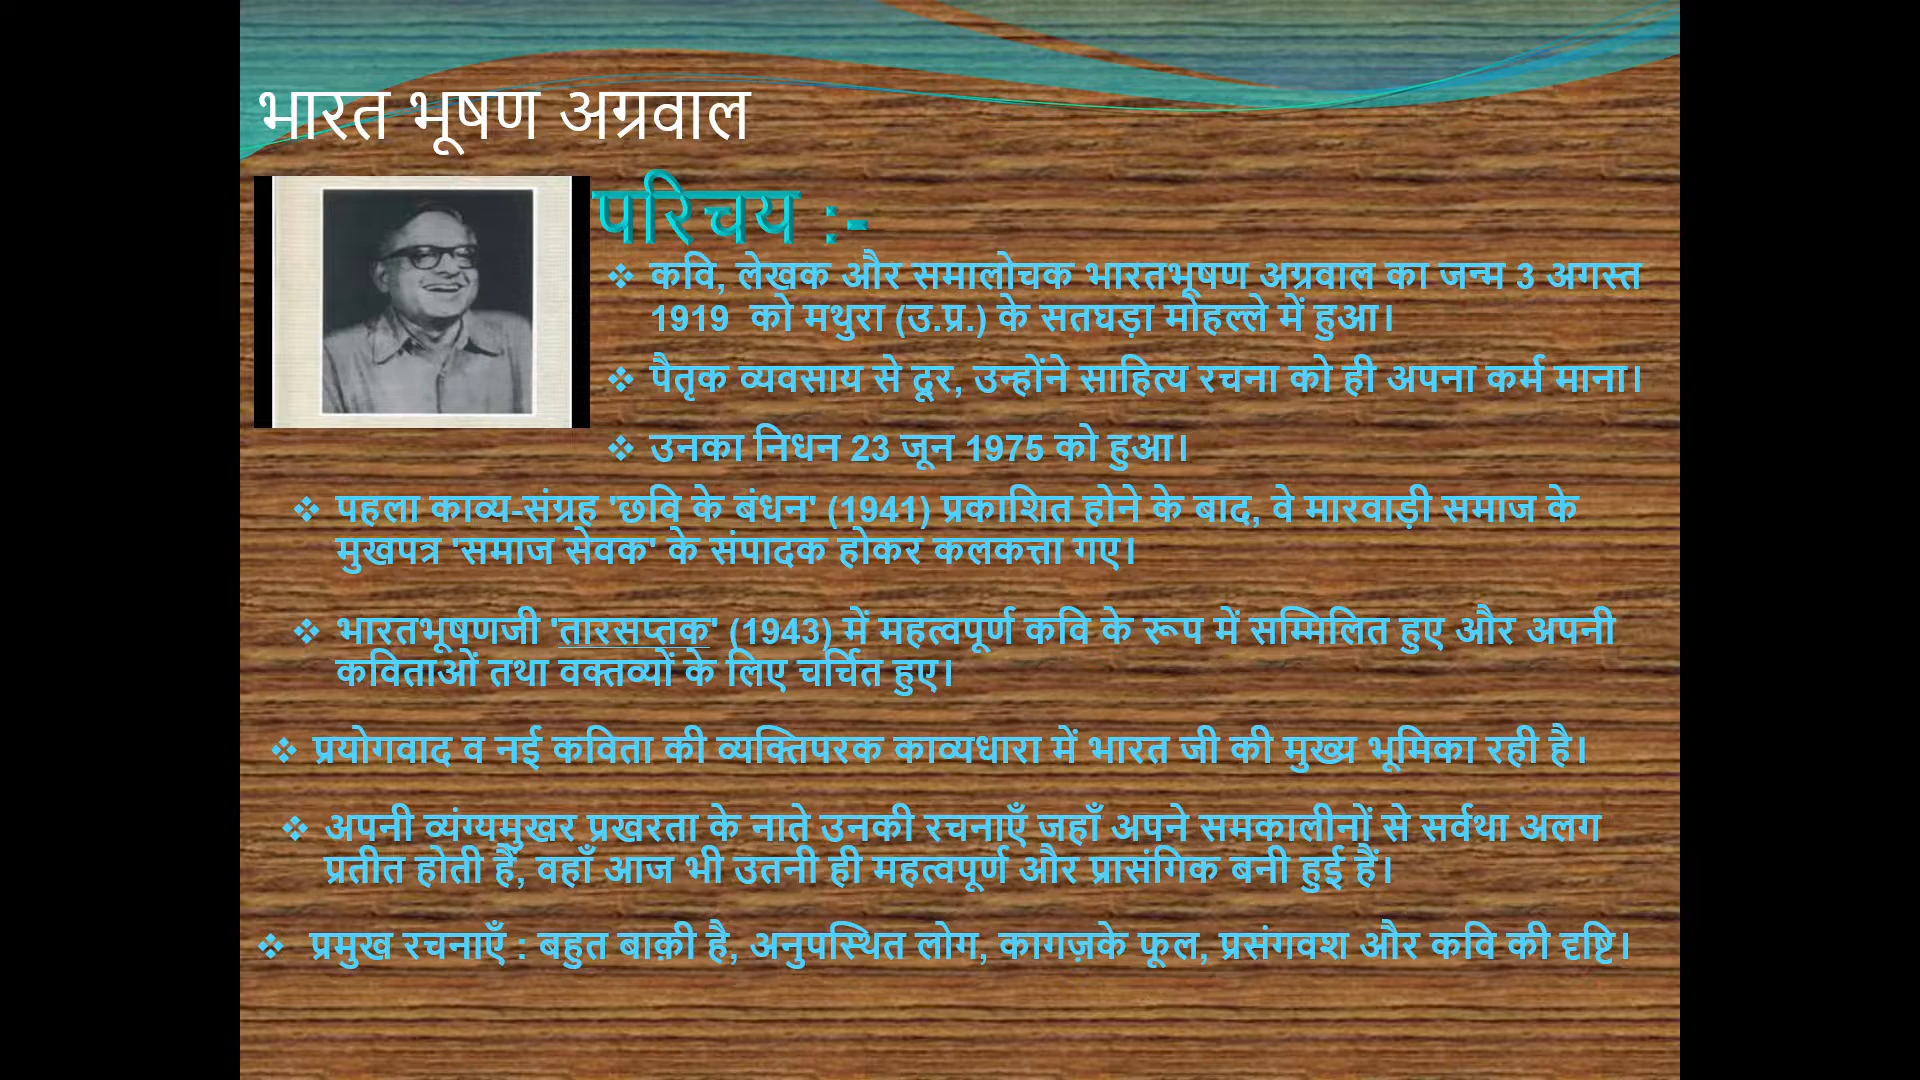 भारत भूषण अग्रवाल
परिचय :-
❖ कवि, लेखक और समालोचक भारतभूषण अग्रवाल का जन्म 3 अगस्त
1919 को मथुरा (उ.प्र.) के सतघड़ा मोहल्ले में हुआ।
❖ पैतृक व्यवसाय से दूर, उन्होंने साहित्य रचना को ही अपना कर्म माना।
❖ उनका निधन 23 जून 1975 को हुआ।
❖ पहला काव्य-संग्रह 'छवि के बंधन' (1941) प्रकाशित होने के बाद, वे मारवाड़ी समाज के
मुखपत्र 'समाज सेवक' के संपादक होकर कलकत्ता गए।
❖ भारतभूषणजी 'तारसप्तक' (1943) में महत्वपूर्ण कवि के रूप में सम्मिलित हुए और अपनी
कविताओं तथा वक्तव्यों के लिए चर्चित हुए।
❖ प्रयोगवाद व नई कविता की व्यक्तिपरक काव्यधारा में भारत जी की मुख्य भूमिका रही है।
❖ अपनी व्यंग्यमुखर प्रखरता के नाते उनकी रचनाएँ जहाँ अपने समकालीनों से सर्वथा अलग
प्रतीत होती हैं, वहाँ आज भी उतनी ही महत्वपूर्ण और प्रासंगिक बनी हुई हैं।
❖ प्रमुख रचनाएँ : बहुत बाक़ी है, अनुपस्थित लोग, कागज़के फूल, प्रसंगवश और कवि की दृष्टि।